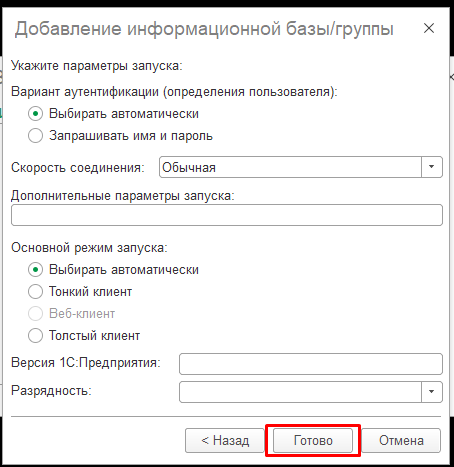 Добавление информационной базы/группы
Укажите параметры запуска:
Вариант аутентификации (определения пользователя):
Выбирать автоматически
Запрашивать имя и пароль
Скорость соединения: Обычная
Дополнительные параметры запуска:
Основной режим запуска:
Выбирать автоматически
Тонкий клиент
Веб-клиент
Толстый клиент
Версия 1С:Предприятия:
Разрядность:
< Назад Готово Отмена